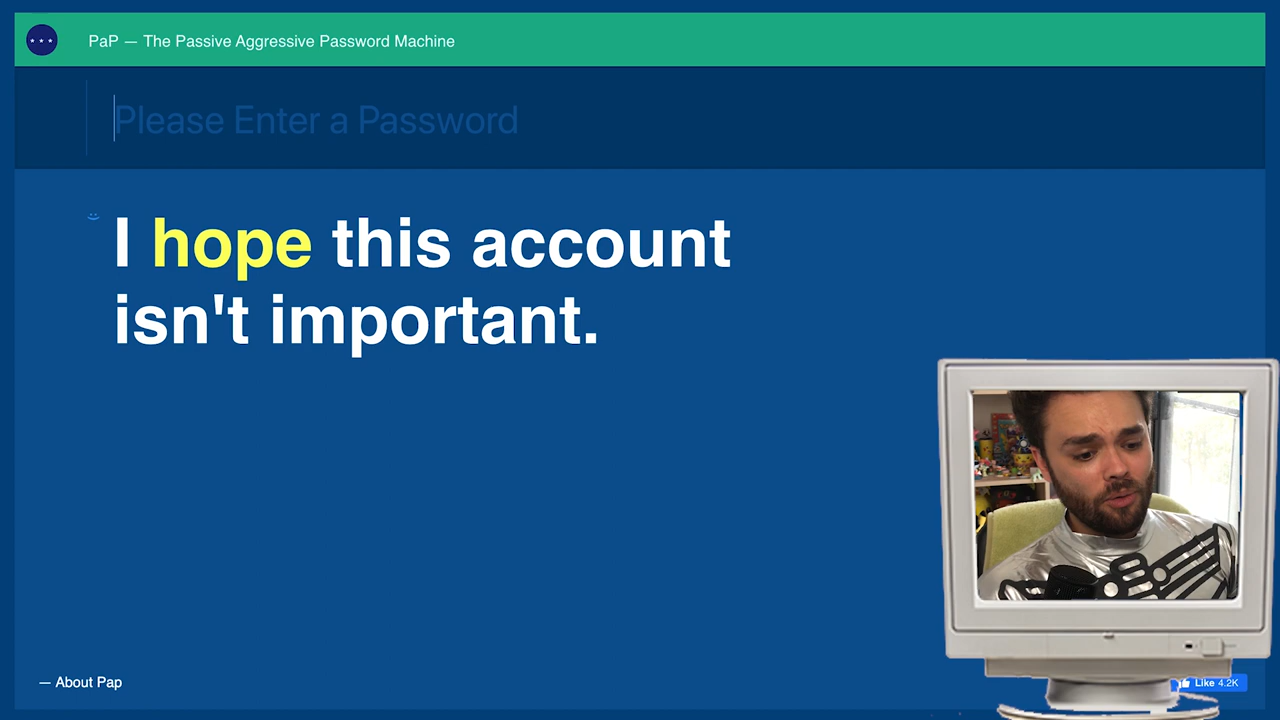 PaP — The Passive Aggressive Password Machine
Please Enter a Password
I hope this account
isn't important.
— About Pap
Like 4.2K